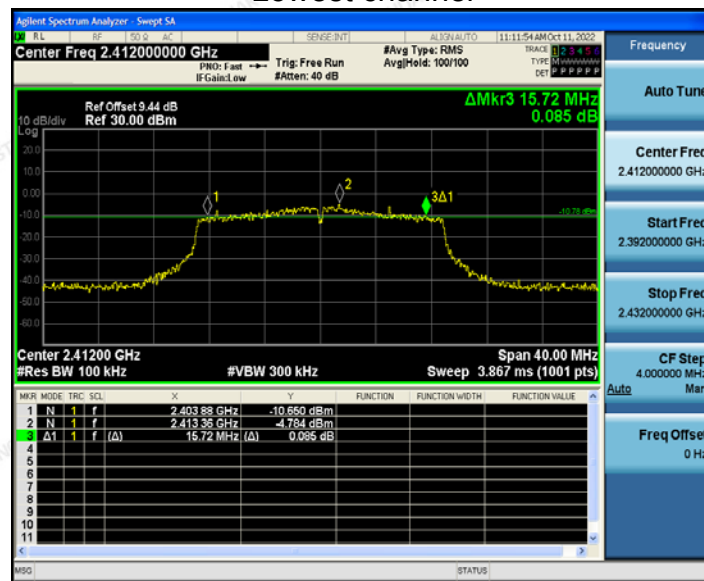 Lowest channel
Agilent Spectrum Analyzer - Swept SA
RL RF 50 Ω AC SENSE:INT ALIGN AUTO 11:11:54 AM Oct 11, 2022
Center Freq 2.412000000 GHz #Avg Type: RMS TRACE 1 2 3 4 5 6
PNO: Fast Trig: Free Run Avg|Hold: 100/100 TYPE M
IFGain:Low #Atten: 40 dB DET P P P P P P
Ref Offset 9.44 dB ΔMkr3 15.72 MHz
10 dB/div Ref 30.00 dBm 0.085 dB
Log
20.0
10.0
0.00
-10.0
-20.0
-30.0
-40.0
-50.0
-60.0
1
2
3Δ1
-10.78 dBm
Center 2.41200 GHz Span 40.00 MHz
#Res BW 100 kHz #VBW 300 kHz Sweep 3.867 ms (1001 pts)
MKR MODE TRC SCL X Y FUNCTION FUNCTION WIDTH FUNCTION VALUE
1 N 1 f 2.403 88 GHz -10.650 dBm
2 N 1 f 2.413 36 GHz -4.784 dBm
3 Δ1 1 f (Δ) 15.72 MHz (Δ) 0.085 dB
4
5
6
7
8
9
10
11
MSG STATUS
Frequency
Auto Tune
Center Freq
2.412000000 GHz
Start Freq
2.392000000 GHz
Stop Freq
2.432000000 GHz
CF Step
4.000000 MHz
Auto Man
Freq Offset
0 Hz